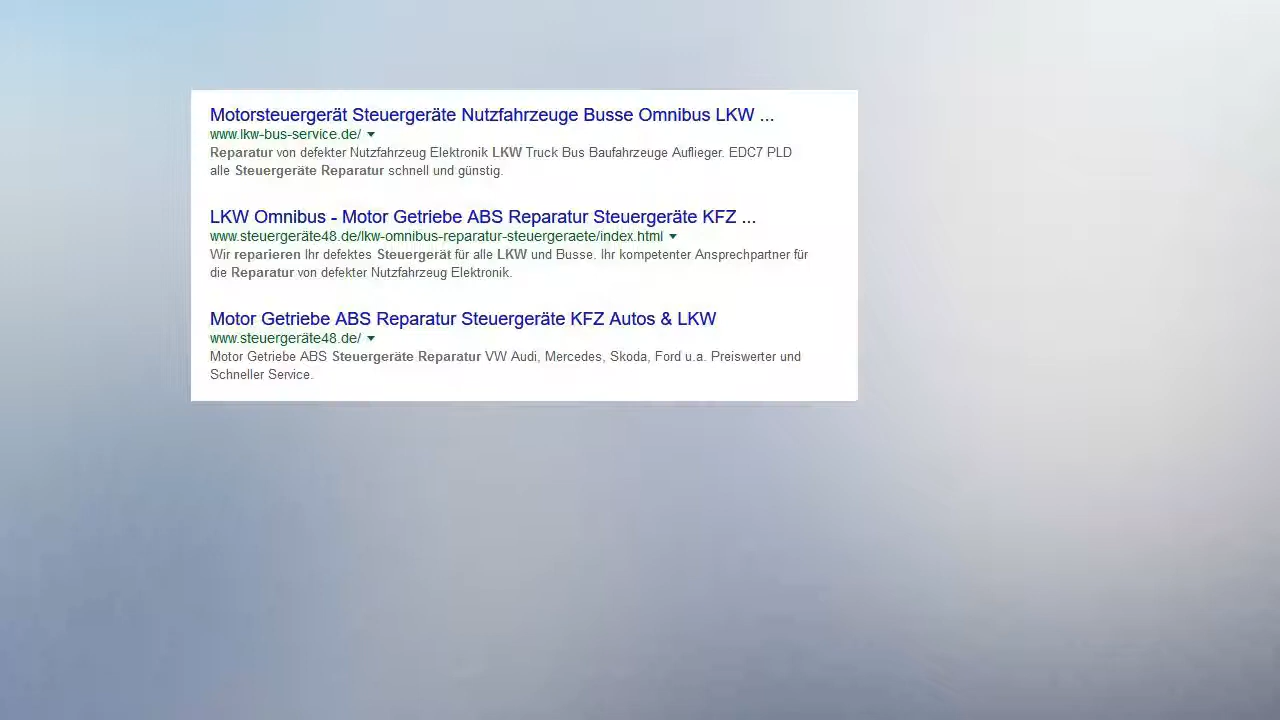 Motorsteuergerät Steuergeräte Nutzfahrzeuge Busse Omnibus LKW ...
www.lkw-bus-service.de/
Reparatur von defekter Nutzfahrzeug Elektronik LKW Truck Bus Baufahrzeuge Auflieger. EDC7 PLD
alle Steuergeräte Reparatur schnell und günstig.
LKW Omnibus - Motor Getriebe ABS Reparatur Steuergeräte KFZ ...
www.steuergeräte48.de/lkw-omnibus-reparatur-steuergeraete/index.html
Wir reparieren Ihr defektes Steuergerät für alle LKW und Busse. Ihr kompetenter Ansprechpartner für
die Reparatur von defekter Nutzfahrzeug Elektronik.
Motor Getriebe ABS Reparatur Steuergeräte KFZ Autos & LKW
www.steuergeräte48.de/
Motor Getriebe ABS Steuergeräte Reparatur VW Audi, Mercedes, Skoda, Ford u.a. Preiswerter und
Schneller Service.